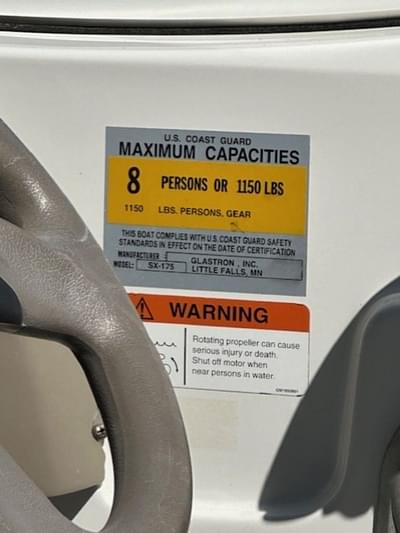 U.S. COAST GUARD
MAXIMUM CAPACITIES
8 PERSONS OR 1150 LBS
1150 LBS. PERSONS, GEAR
THIS BOAT COMPLIES WITH U.S. COAST GUARD SAFETY
STANDARDS IN EFFECT ON THE DATE OF CERTIFICATION
MANUFACTURER GLASTRON, INC.
MODEL: SX-175 LITTLE FALLS, MN
WARNING
Rotating propeller can cause
serious injury or death.
Shut off motor when
near persons in water.